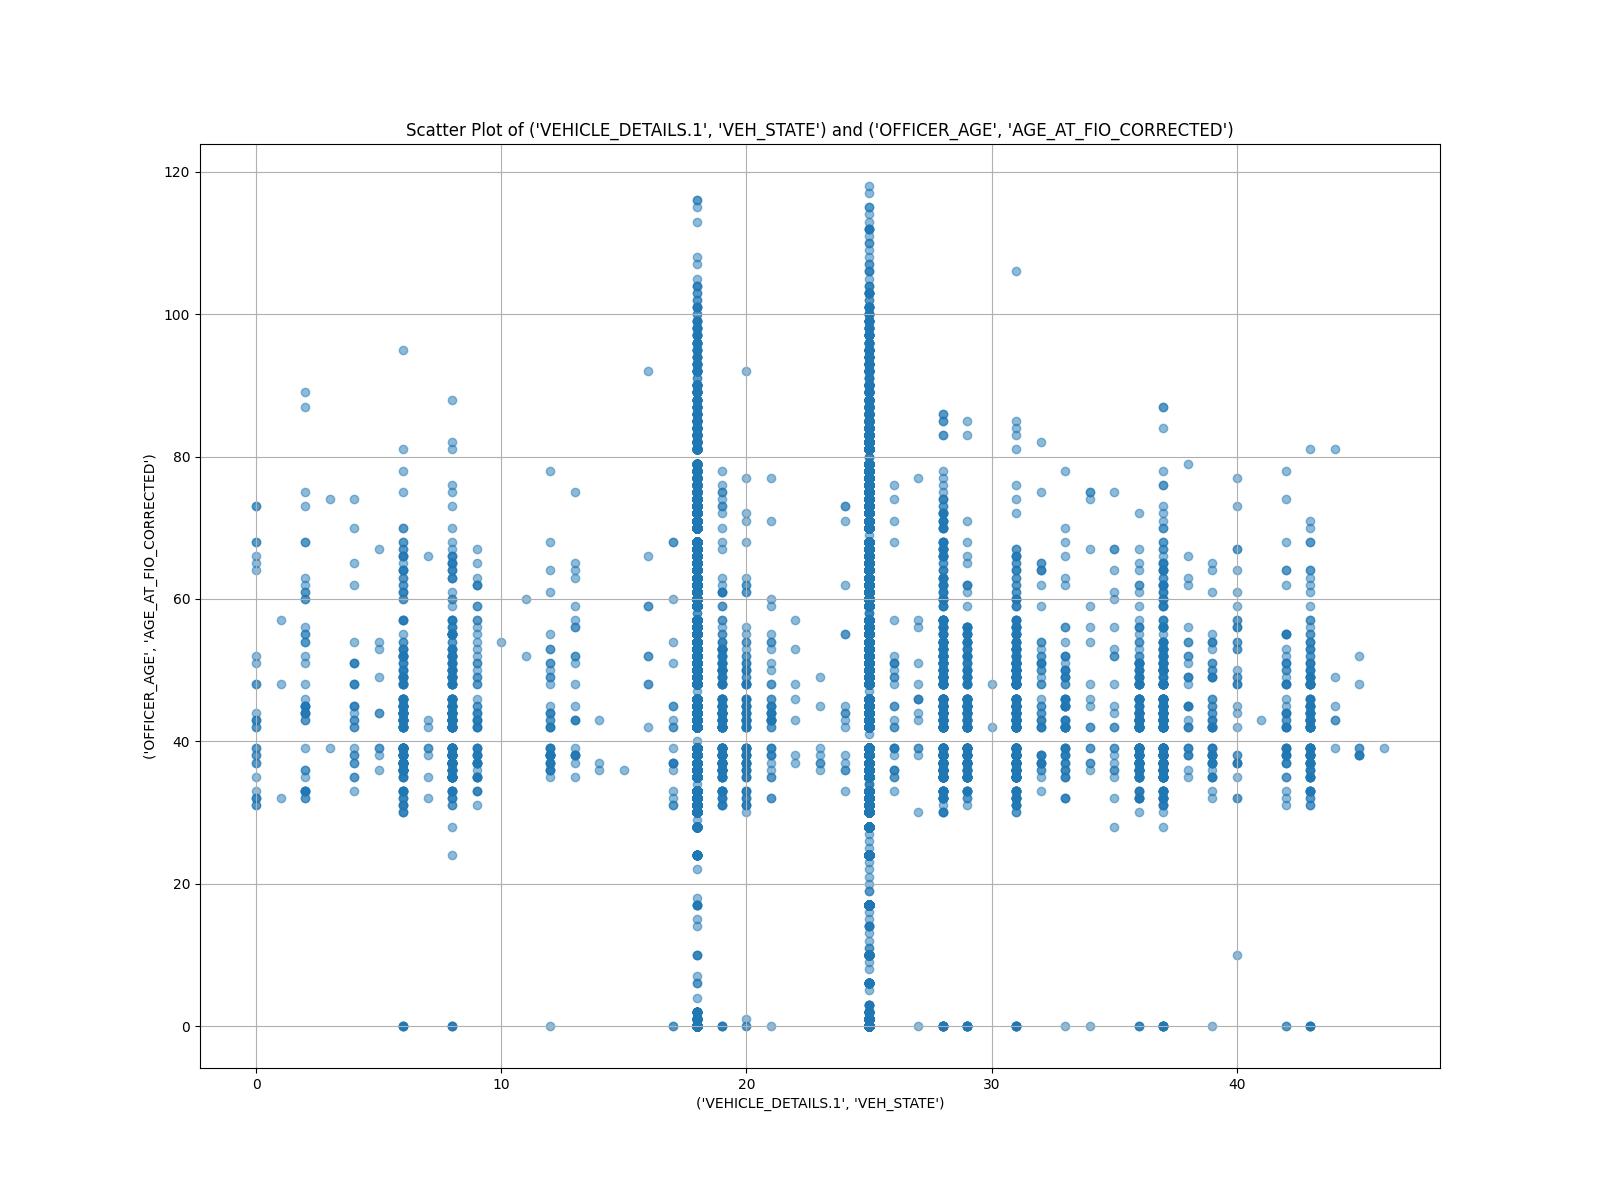 Scatter Plot of ('VEHICLE_DETAILS.1', 'VEH_STATE') and ('OFFICER_AGE', 'AGE_AT_FIO_CORRECTED')
120
100
80
60
40
20
0
('OFFICER_AGE', 'AGE_AT_FIO_CORRECTED')
0 10 20 30 40
('VEHICLE_DETAILS.1', 'VEH_STATE')